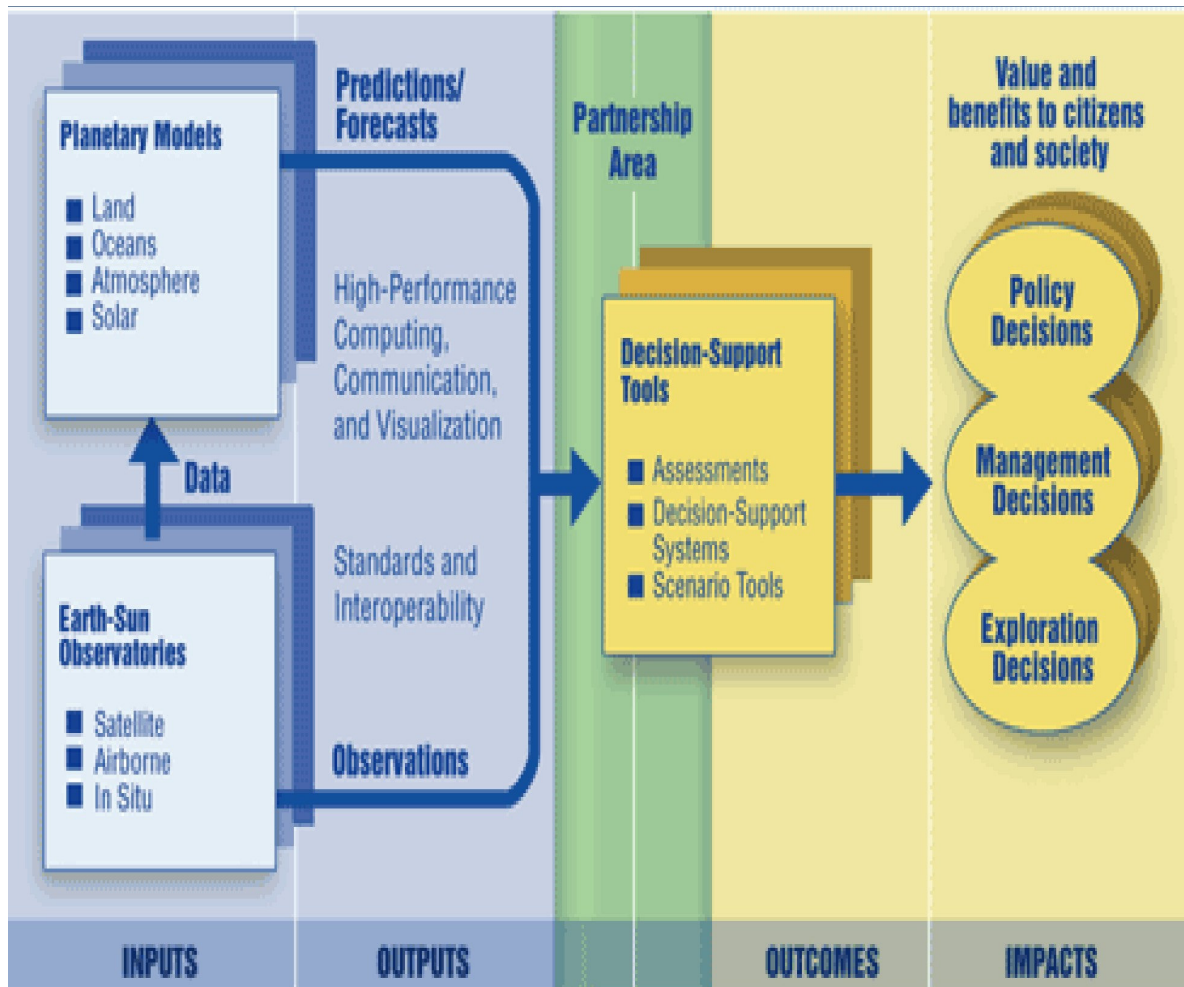 Planetary Models
■ Land
■ Oceans
■ Atmosphere
■ Solar
Data
Earth-Sun
Observatories
■ Satellite
■ Airborne
■ In Situ
Predictions/
Forecasts
High-Performance
Computing,
Communication,
and Visualization
Standards and
Interoperability
Observations
Partnership
Area
Decision-Support
Tools
■ Assessments
■ Decision-Support
Systems
■ Scenario Tools
Value and
benefits to citizens
and society
Policy
Decisions
Management
Decisions
Exploration
Decisions
INPUTS
OUTPUTS
OUTCOMES
IMPACTS